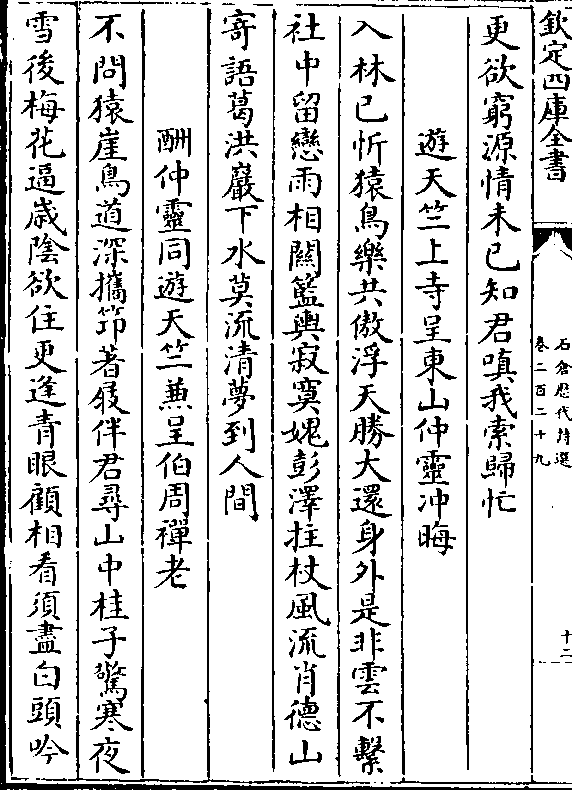 欽定四庫全書
石倉歷代詩選
卷二百二十九
十二
更欲窮源情未已知君嗔我索歸忙
遊天竺上寺呈東山仲靈冲晦
入林已忻猿鳥樂共傲浮天勝大還身外是非雲不繫
社中留戀雨相關籃輿寂寞媿彭澤拄杖風流肖德山
寄語葛洪巖下水莫流清夢到人間
酬仲靈同遊天竺兼呈伯周禪老
不問猿崖鳥道深攜笻著屐伴君尋山中桂子驚寒夜
雪後梅花逼歲陰欲住更逢青眼顧相看須盡白頭吟